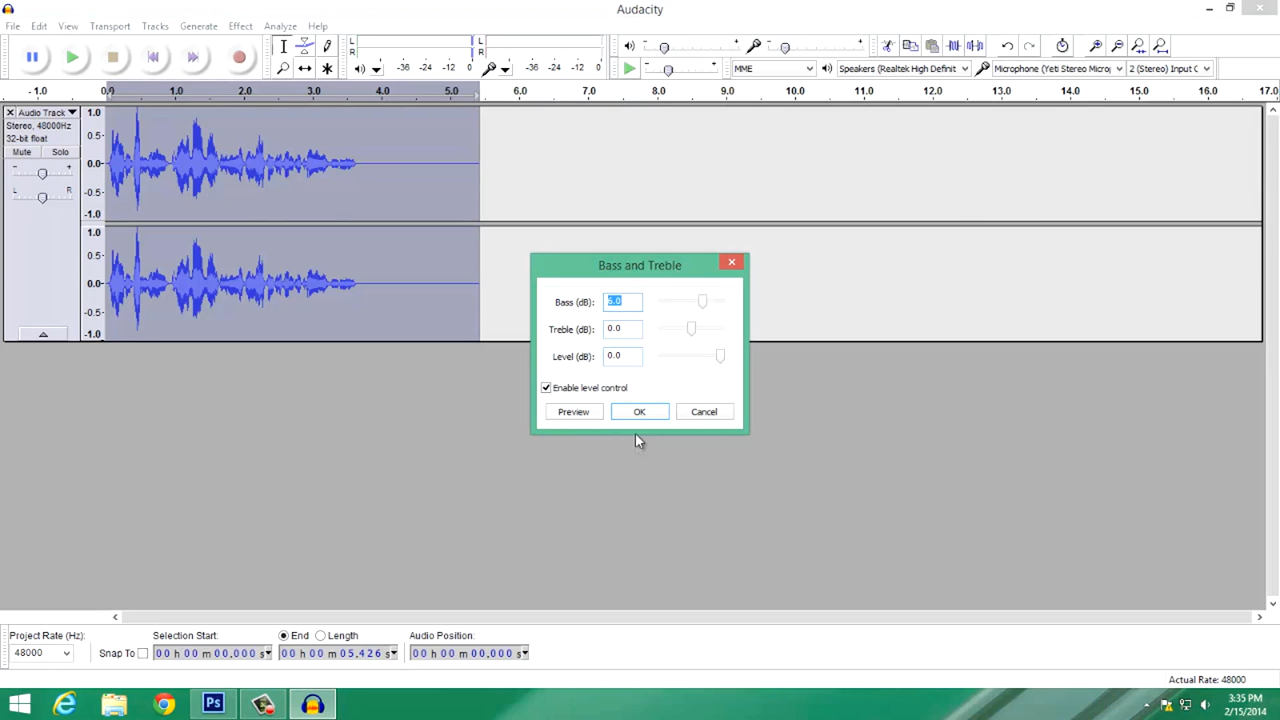 Audacity
File Edit View Transport Tracks Generate Effect Analyze Help
L L
R R
-36 -24 -12 0 -36 -24 -12 0
MME Speakers (Realtek High Definit Microphone (Yeti Stereo Microp 2 (Stereo) Input C
- 1.0 0.0 1.0 2.0 3.0 4.0 5.0 6.0 7.0 8.0 9.0 10.0 11.0 12.0 13.0 14.0 15.0 16.0 17.0
Audio Track
Stereo, 48000Hz
32-bit float
Mute Solo
- +
L R
1.0
0.5
0.0
-0.5
-1.0
1.0
0.5
0.0
-0.5
-1.0
Bass and Treble
Bass (dB): 6.0
Treble (dB): 0.0
Level (dB): 0.0
Enable level control
Preview OK Cancel
Project Rate (Hz): Selection Start: End Length Audio Position:
48000 Snap To 00 h 00 m 00.000 s 00 h 00 m 05.426 s 00 h 00 m 00.000 s
Actual Rate: 48000
Ps
3:35 PM
2/15/2014